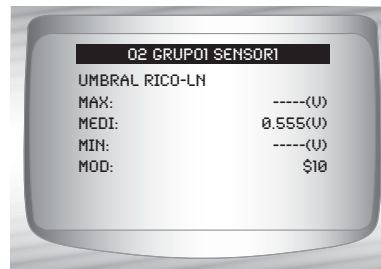 O2 GRUPO1 SENSOR1
UMBRAL RICO-LN
MAX: -----(V)
MEDI: 0.555(V)
MIN: -----(V)
MOD: $10